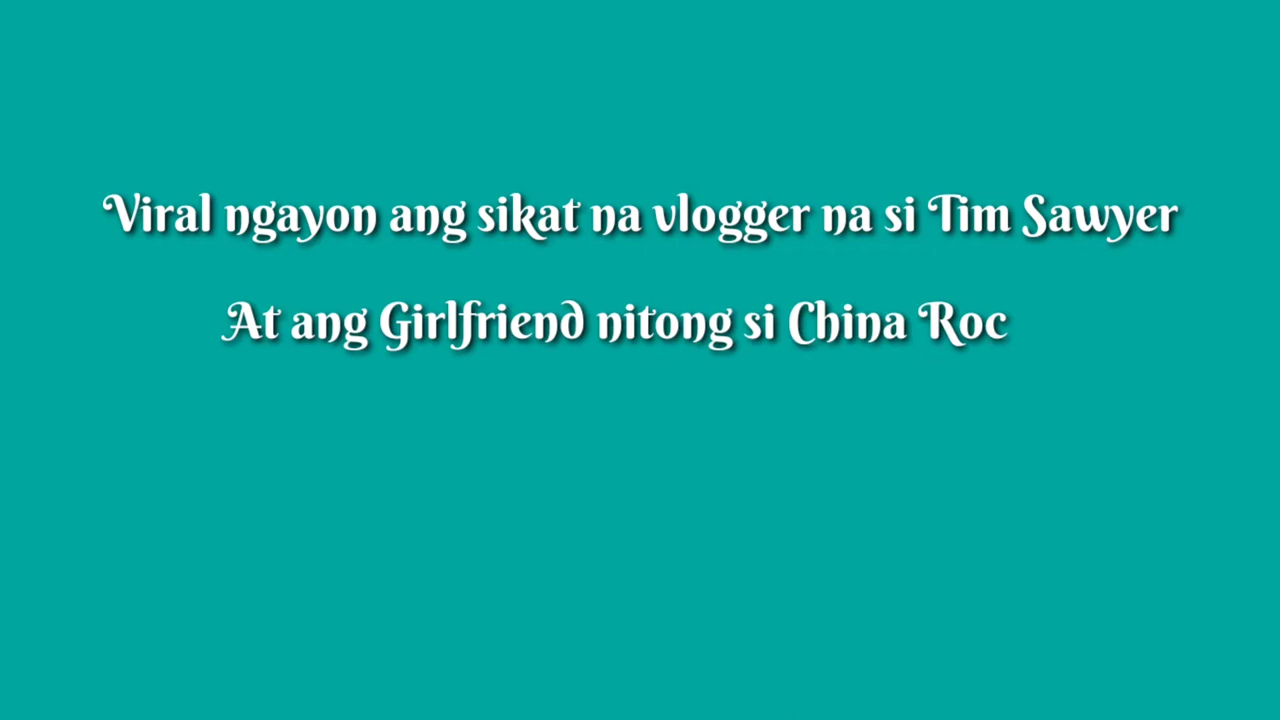 Viral ngayon ang sikat na vlogger na si Tim Sawyer
At ang Girlfriend nitong si China Roc